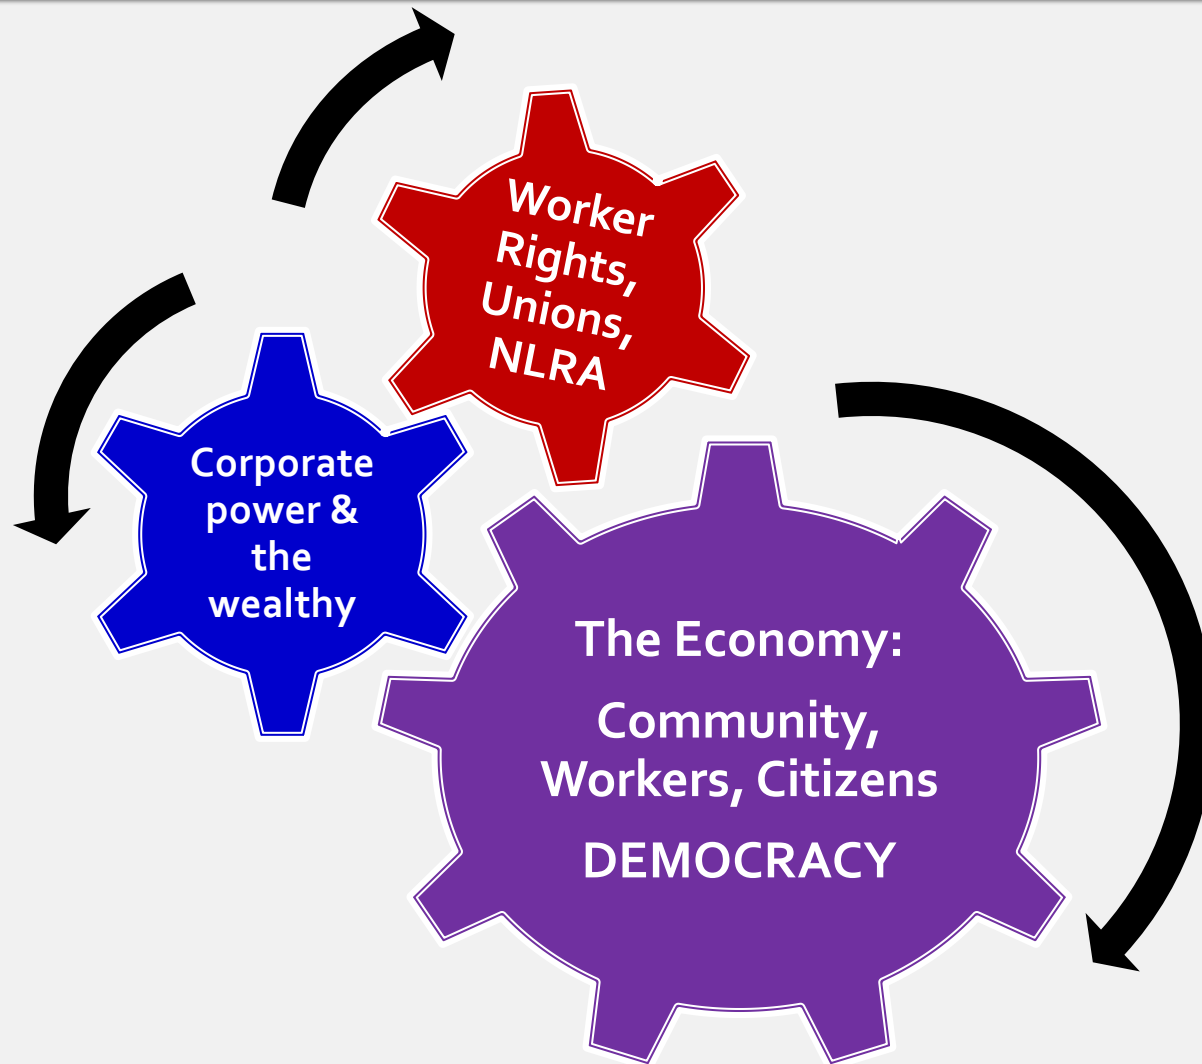 Worker
Rights,
Unions,
NLRA
Corporate
power &
the
wealthy
The Economy:
Community,
Workers, Citizens
DEMOCRACY